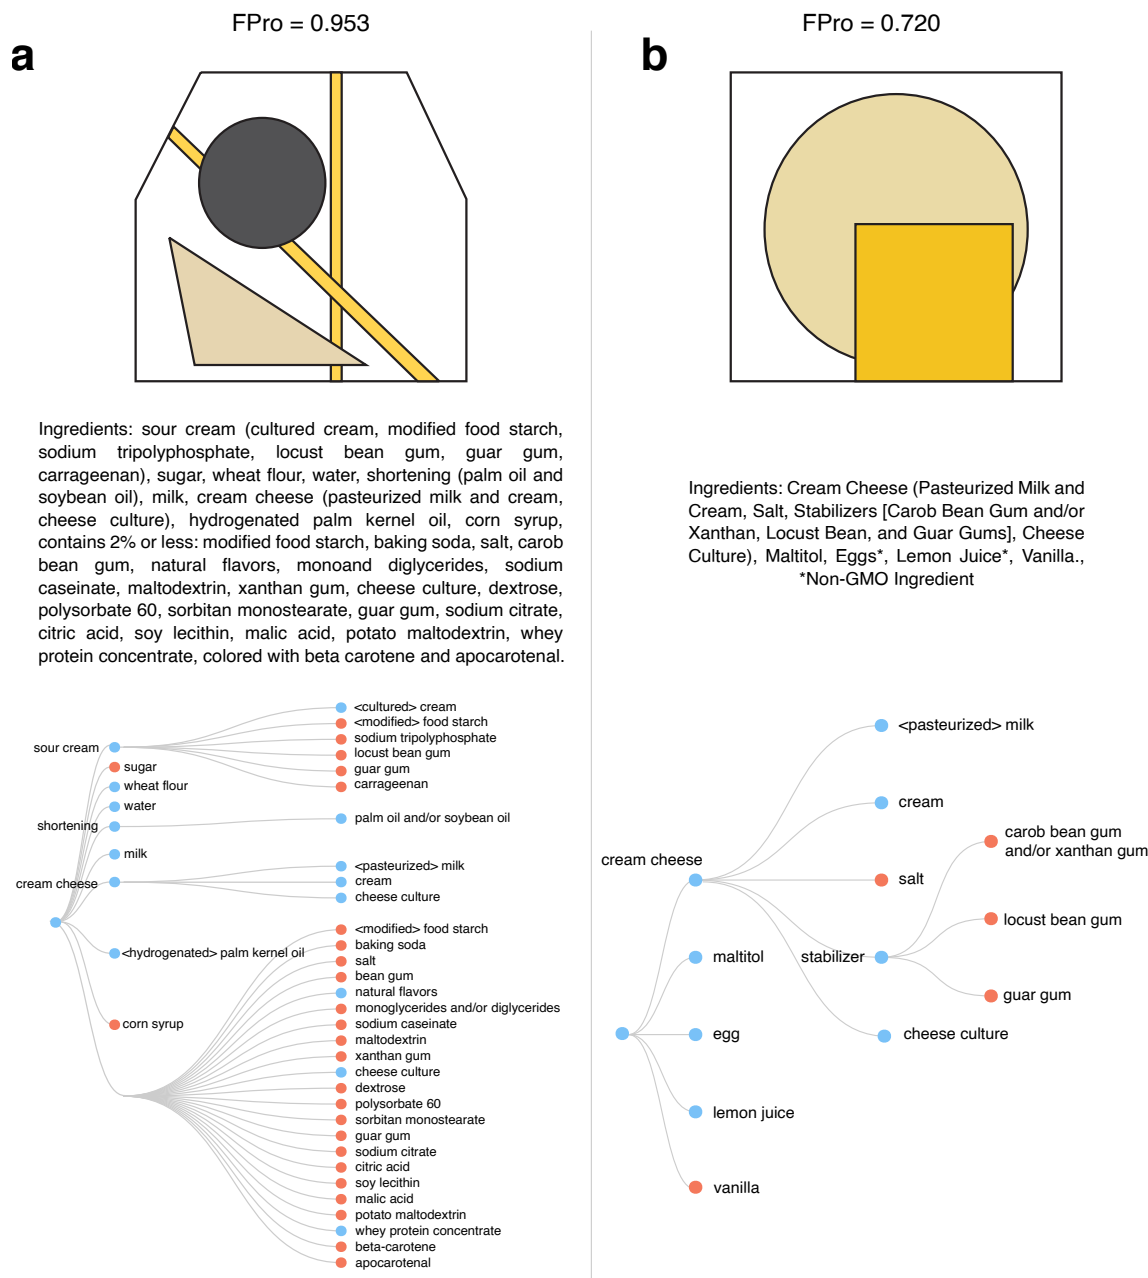 FPro = 0.953
a
Ingredients: sour cream (cultured cream, modified food starch,
sodium tripolyphosphate, locust bean gum, guar gum,
carrageenan), sugar, wheat flour, water, shortening (palm oil and
soybean oil), milk, cream cheese (pasteurized milk and cream,
cheese culture), hydrogenated palm kernel oil, corn syrup,
contains 2% or less: modified food starch, baking soda, salt, carob
bean gum, natural flavors, monoand diglycerides, sodium
caseinate, maltodextrin, xanthan gum, cheese culture, dextrose,
polysorbate 60, sorbitan monostearate, guar gum, sodium citrate,
citric acid, soy lecithin, malic acid, potato maltodextrin, whey
protein concentrate, colored with beta carotene and apocarotenal.
sour cream
sugar
wheat flour
water
shortening
milk
cream cheese
<hydrogenated> palm kernel oil
corn syrup
<cultured> cream
<modified> food starch
sodium tripolyphosphate
locust bean gum
guar gum
carrageenan
palm oil and/or soybean oil
<pasteurized> milk
cream
cheese culture
<modified> food starch
baking soda
salt
bean gum
natural flavors
monoglycerides and/or diglycerides
sodium caseinate
maltodextrin
xanthan gum
cheese culture
dextrose
polysorbate 60
sorbitan monostearate
guar gum
sodium citrate
citric acid
soy lecithin
malic acid
potato maltodextrin
whey protein concentrate
beta-carotene
apocarotenal
FPro = 0.720
b
Ingredients: Cream Cheese (Pasteurized Milk and
Cream, Salt, Stabilizers [Carob Bean Gum and/or
Xanthan, Locust Bean, and Guar Gums], Cheese
Culture), Maltitol, Eggs*, Lemon Juice*, Vanilla.,
*Non-GMO Ingredient
cream cheese
maltitol
egg
lemon juice
vanilla
<pasteurized> milk
cream
salt
stabilizer
cheese culture
carob bean gum
and/or xanthan gum
locust bean gum
guar gum